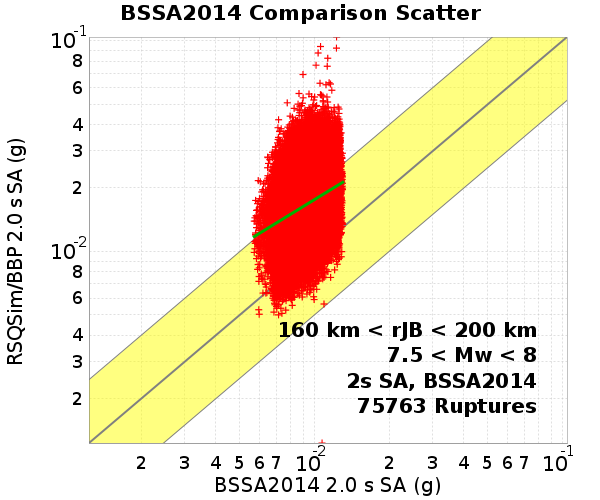 BSSA2014 Comparison Scatter
10-1
8
6
4
3
2
10-2
8
6
4
3
2
RSQSim/BBP 2.0 s SA (g)
160 km < rJB < 200 km
7.5 < Mw < 8
2s SA, BSSA2014
75763 Ruptures
2 3 4 5 6 7 10-2 2 3 4 5 6 7 10-1
BSSA2014 2.0 s SA (g)